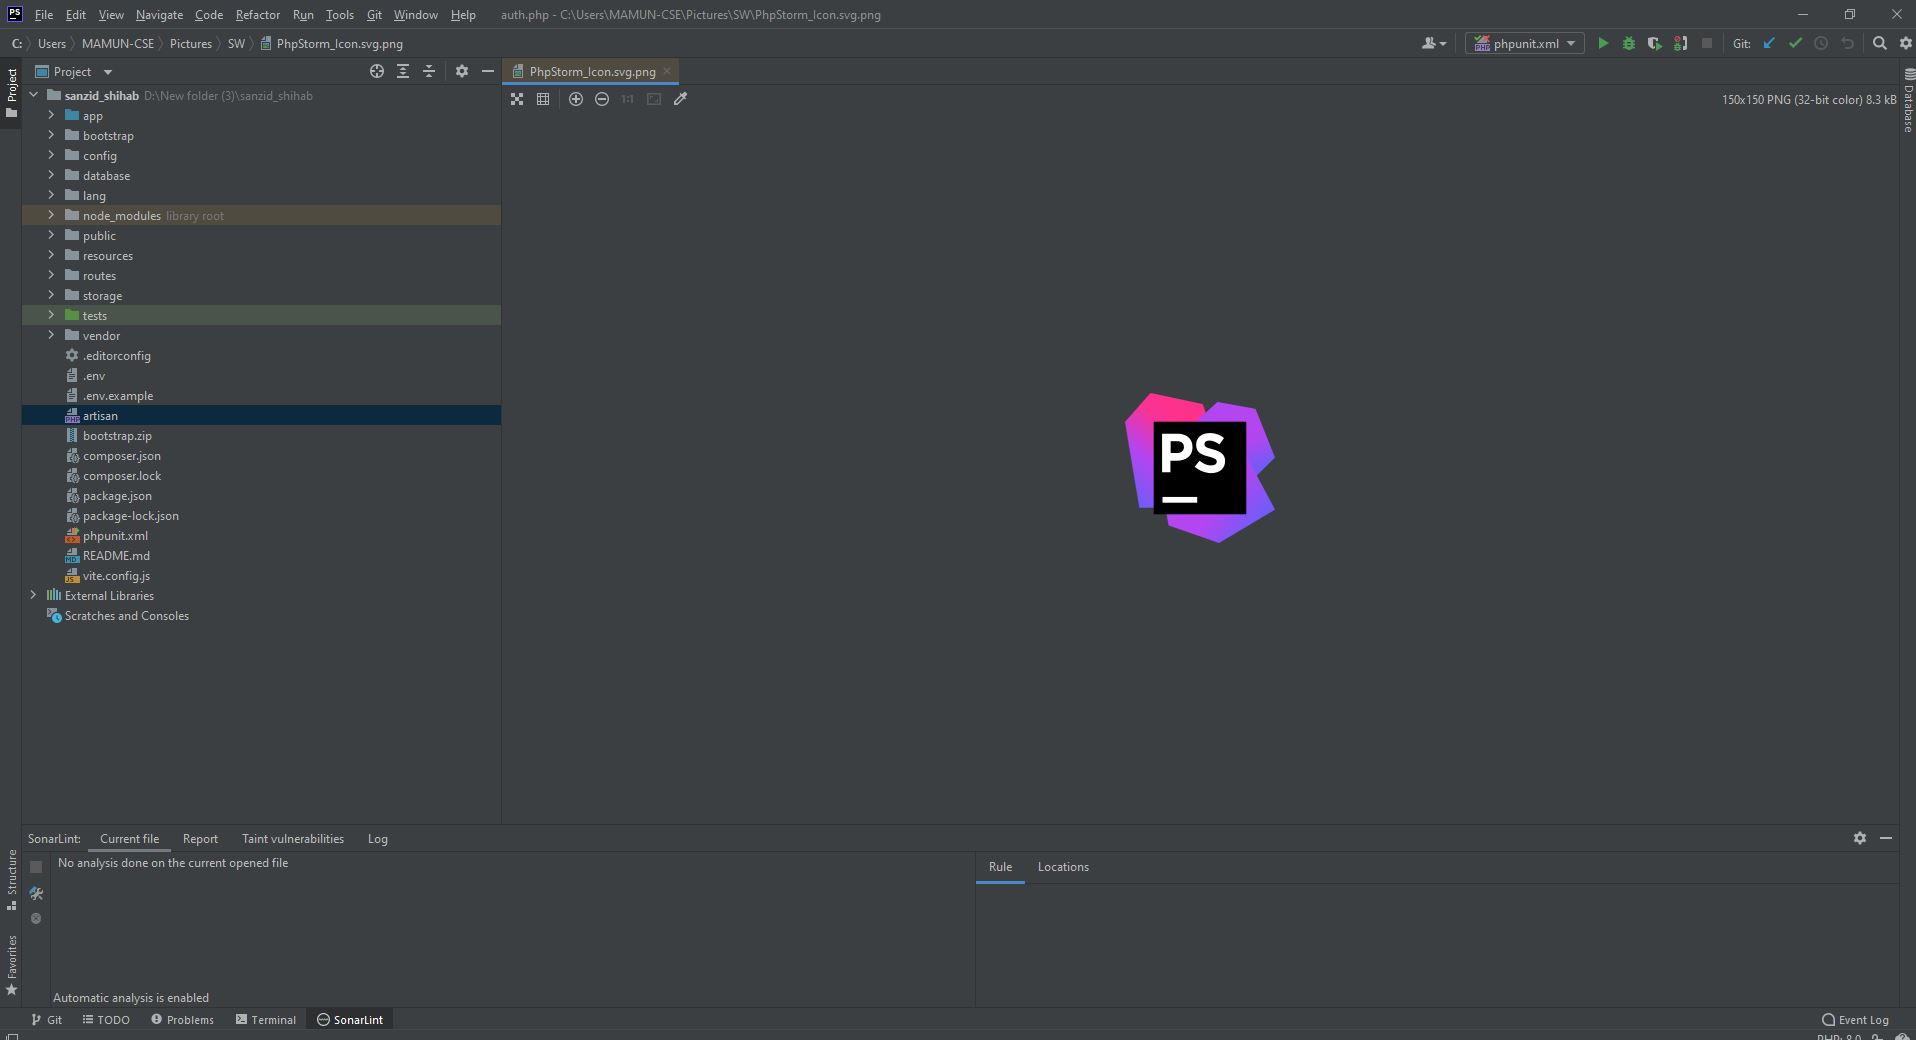 PS File Edit View Navigate Code Refactor Run Tools Git Window Help auth.php - C:\Users\MAMUN-CSE\Pictures\SW\PhpStorm_Icon.svg.png
C: Users MAMUN-CSE Pictures SW PhpStorm_Icon.svg.png phpunit.xml Git:
Project
Project
PhpStorm_Icon.svg.png
1:1
150x150 PNG (32-bit color) 8.3 kB
Database
sanzid_shihab D:\New folder (3)\sanzid_shihab
app
bootstrap
config
database
lang
node_modules library root
public
resources
routes
storage
tests
vendor
.editorconfig
.env
.env.example
artisan
bootstrap.zip
composer.json
composer.lock
package.json
package-lock.json
phpunit.xml
README.md
vite.config.js
External Libraries
Scratches and Consoles
PS
SonarLint: Current file Report Taint vulnerabilities Log
No analysis done on the current opened file
Rule Locations
Structure
Favorites
Automatic analysis is enabled
Git TODO Problems Terminal SonarLint Event Log
PHP: 8.0